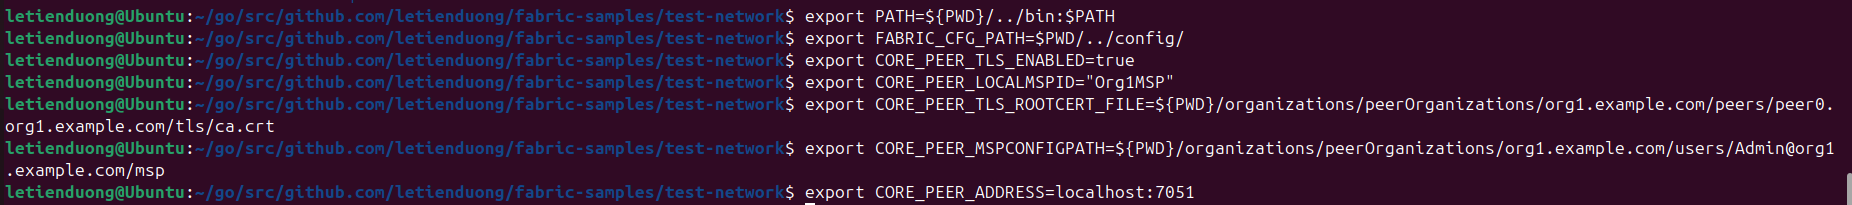 letienduong@Ubuntu:~/go/src/github.com/letienduong/fabric-samples/test-network$ export PATH=${PWD}/../bin:$PATH
letienduong@Ubuntu:~/go/src/github.com/letienduong/fabric-samples/test-network$ export FABRIC_CFG_PATH=$PWD/../config/
letienduong@Ubuntu:~/go/src/github.com/letienduong/fabric-samples/test-network$ export CORE_PEER_TLS_ENABLED=true
letienduong@Ubuntu:~/go/src/github.com/letienduong/fabric-samples/test-network$ export CORE_PEER_LOCALMSPID="Org1MSP"
letienduong@Ubuntu:~/go/src/github.com/letienduong/fabric-samples/test-network$ export CORE_PEER_TLS_ROOTCERT_FILE=${PWD}/organizations/peerOrganizations/org1.example.com/peers/peer0.
org1.example.com/tls/ca.crt
letienduong@Ubuntu:~/go/src/github.com/letienduong/fabric-samples/test-network$ export CORE_PEER_MSPCONFIGPATH=${PWD}/organizations/peerOrganizations/org1.example.com/users/Admin@org1
.example.com/msp
letienduong@Ubuntu:~/go/src/github.com/letienduong/fabric-samples/test-network$ export CORE_PEER_ADDRESS=localhost:7051